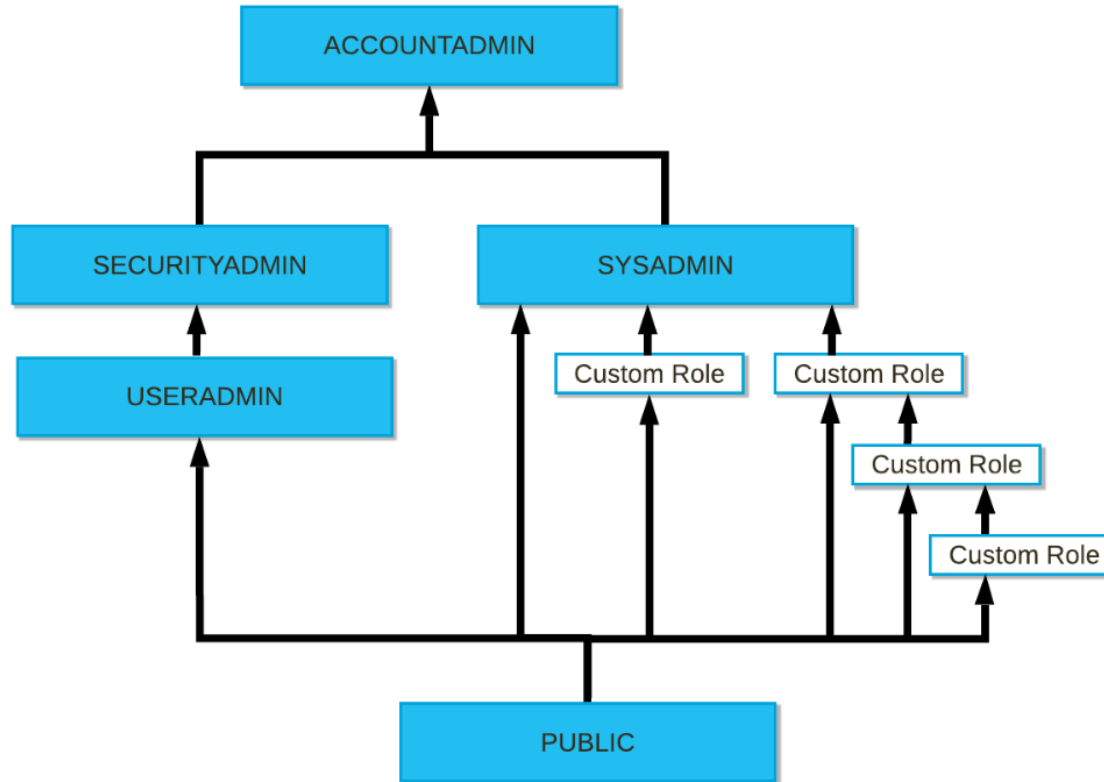 ACCOUNTADMIN
SECURITYADMIN
SYSADMIN
Custom Role
Custom Role
USERADMIN
Custom Role
Custom Role
PUBLIC